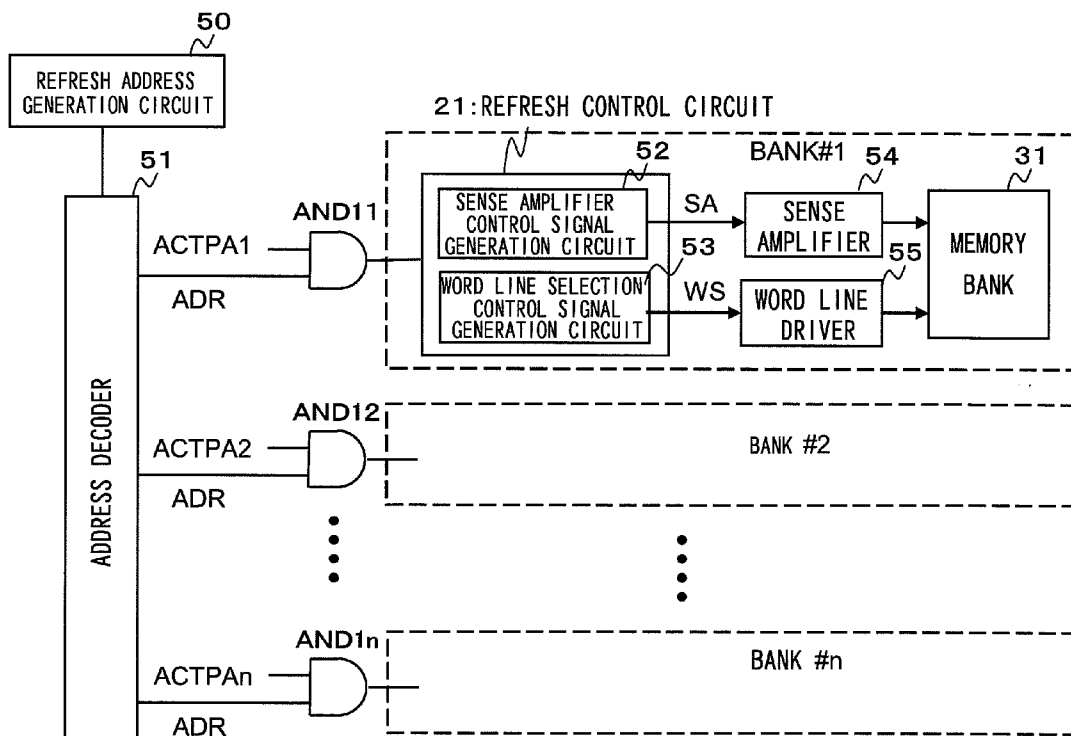 50
REFRESH ADDRESS
GENERATION CIRCUIT
21:REFRESH CONTROL CIRCUIT
51
52
BANK#1
54
31
AND11
SENSE AMPLIFIER
CONTROL SIGNAL
GENERATION CIRCUIT
SA
SENSE
AMPLIFIER
MEMORY
BANK
ACTPA1
ADR
53
55
WORD LINE SELECTION
CONTROL SIGNAL
GENERATION CIRCUIT
WS
WORD LINE
DRIVER
ADDRESS DECODER
AND12
ACTPA2
ADR
BANK #2
AND1n
ACTPAn
ADR
BANK #n